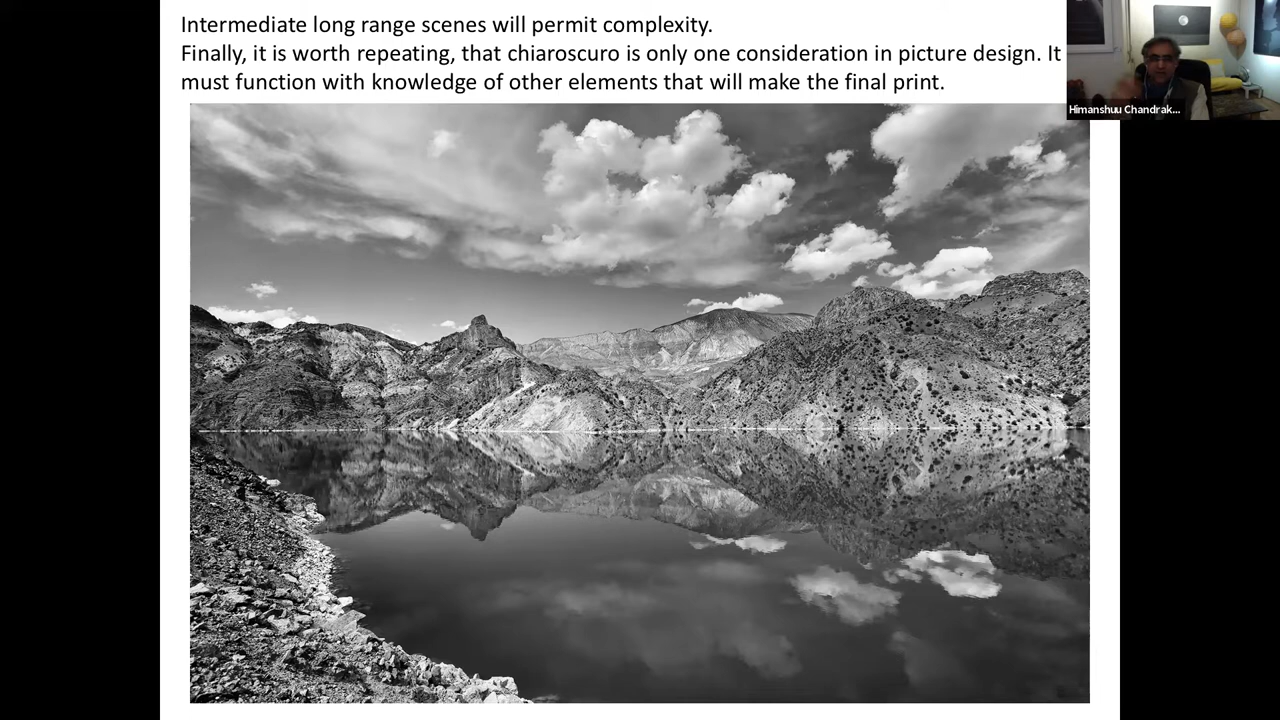 Intermediate long range scenes will permit complexity.
Finally, it is worth repeating, that chiaroscuro is only one consideration in picture design. It
must function with knowledge of other elements that will make the final print.
Himanshuu Chandrak...